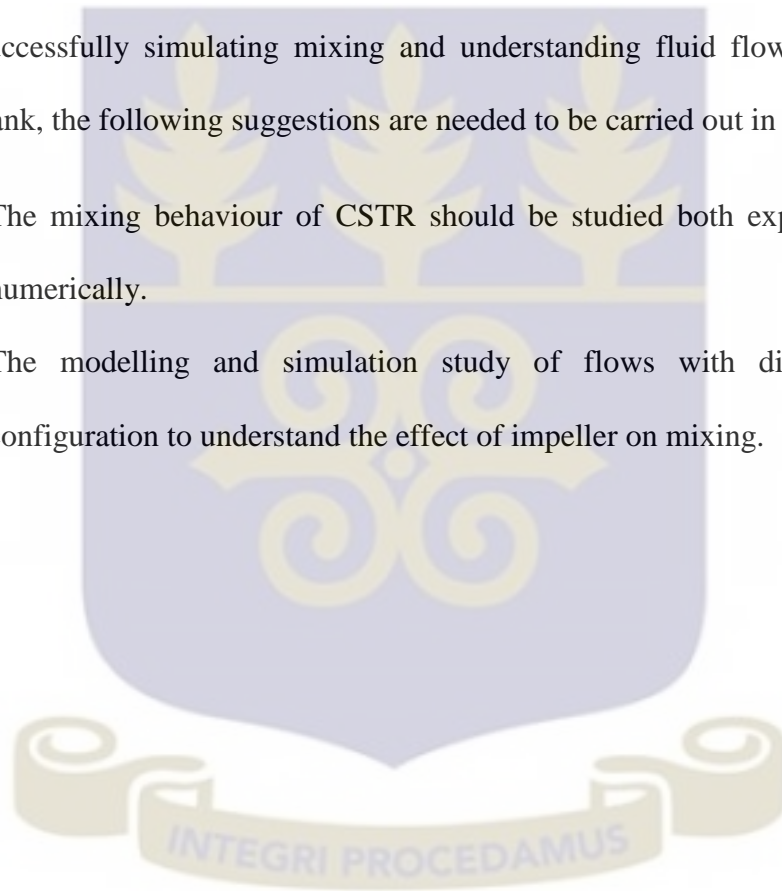 ccessfully simulating mixing and understanding fluid flow
ank, the following suggestions are needed to be carried out in
The mixing behaviour of CSTR should be studied both exp
numerically.
The modelling and simulation study of flows with di
onfiguration to understand the effect of impeller on mixing.
INTEGRI PROCEDAMUS